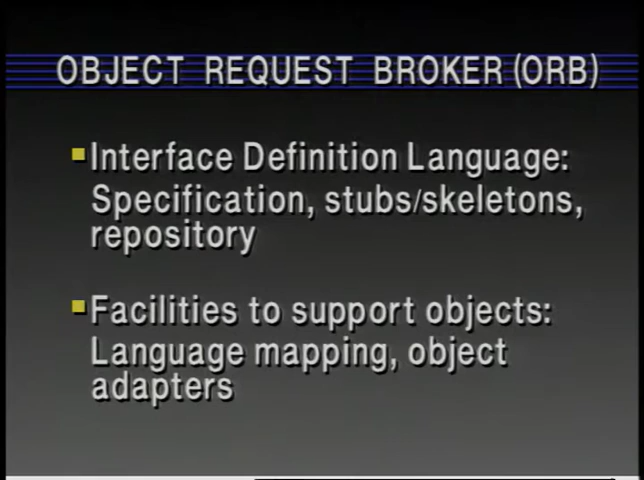 OBJECT REQUEST BROKER (ORB)
Interface Definition Language:
Specification, stubs/skeletons,
repository
Facilities to support objects:
Language mapping, object
adapters